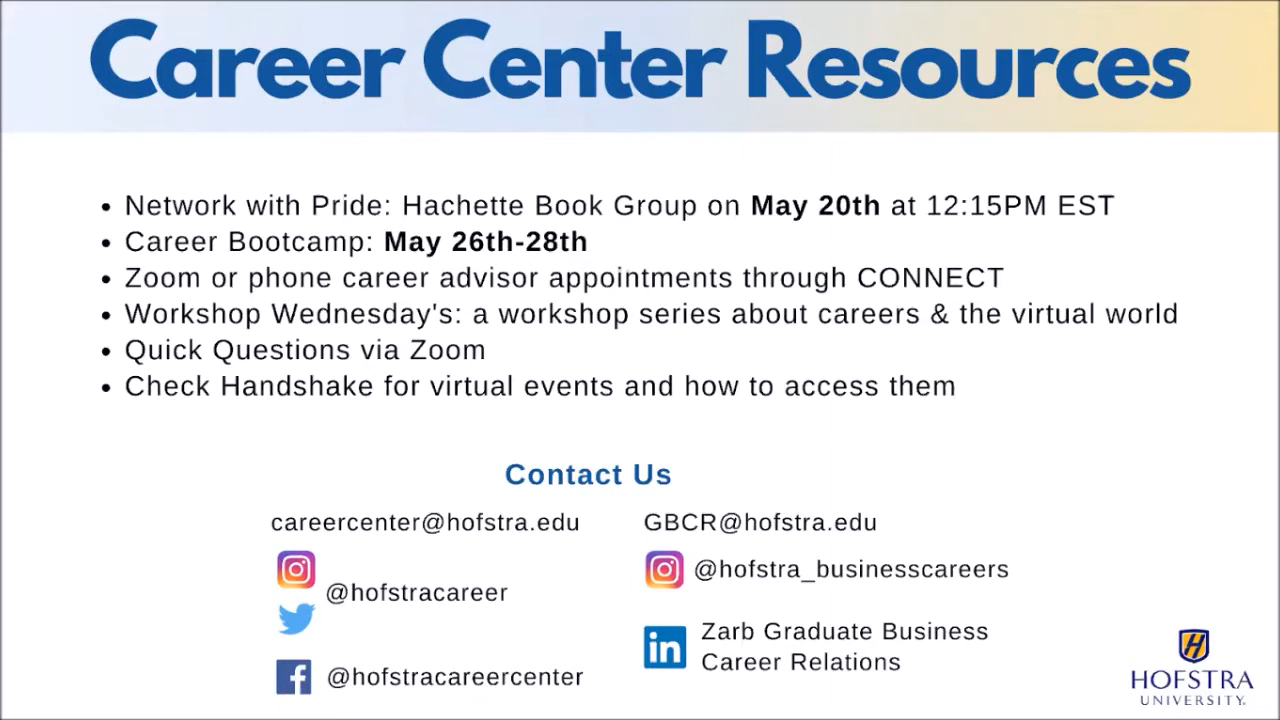 Career Center Resources
• Network with Pride: Hachette Book Group on May 20th at 12:15PM EST
• Career Bootcamp: May 26th-28th
• Zoom or phone career advisor appointments through CONNECT
• Workshop Wednesday's: a workshop series about careers & the virtual world
• Quick Questions via Zoom
• Check Handshake for virtual events and how to access them
Contact Us
careercenter@hofstra.edu
@hofstracareer
@hofstracareercenter
GBCR@hofstra.edu
@hofstra_businesscareers
in
Zarb Graduate Business
Career Relations
H
HOFSTRA
UNIVERSITY.